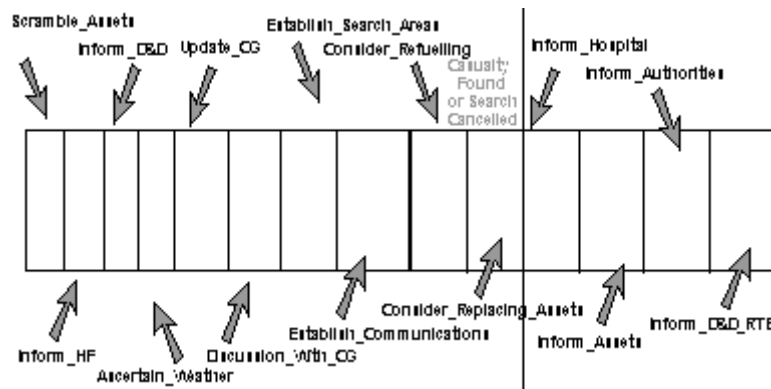 Scramble_Assets
Inform_D&D
Update_CG
Establish_Search_Areas
Consider_Refuelling
Casualty
Found
or Search
Cancelled
Inform_Hospital
Inform_Authorities
Inform_HF
Ascertain_Weather
Discussion_With_CG
Establish_Communications
Consider_Replacing_Assets
Inform_Assets
Inform_D&D_RTB